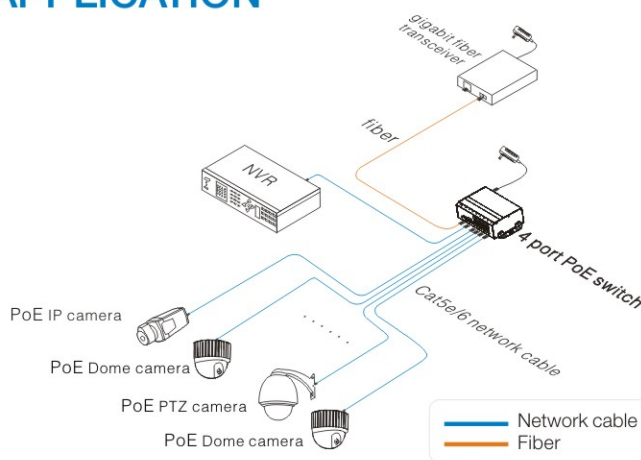 APPLICATION
gigabit fiber
transceiver
fiber
NVR
4 port PoE switch
Cat5e/6 network cable
PoE IP camera
PoE Dome camera
PoE PTZ camera
PoE Dome camera
Network cable
Fiber